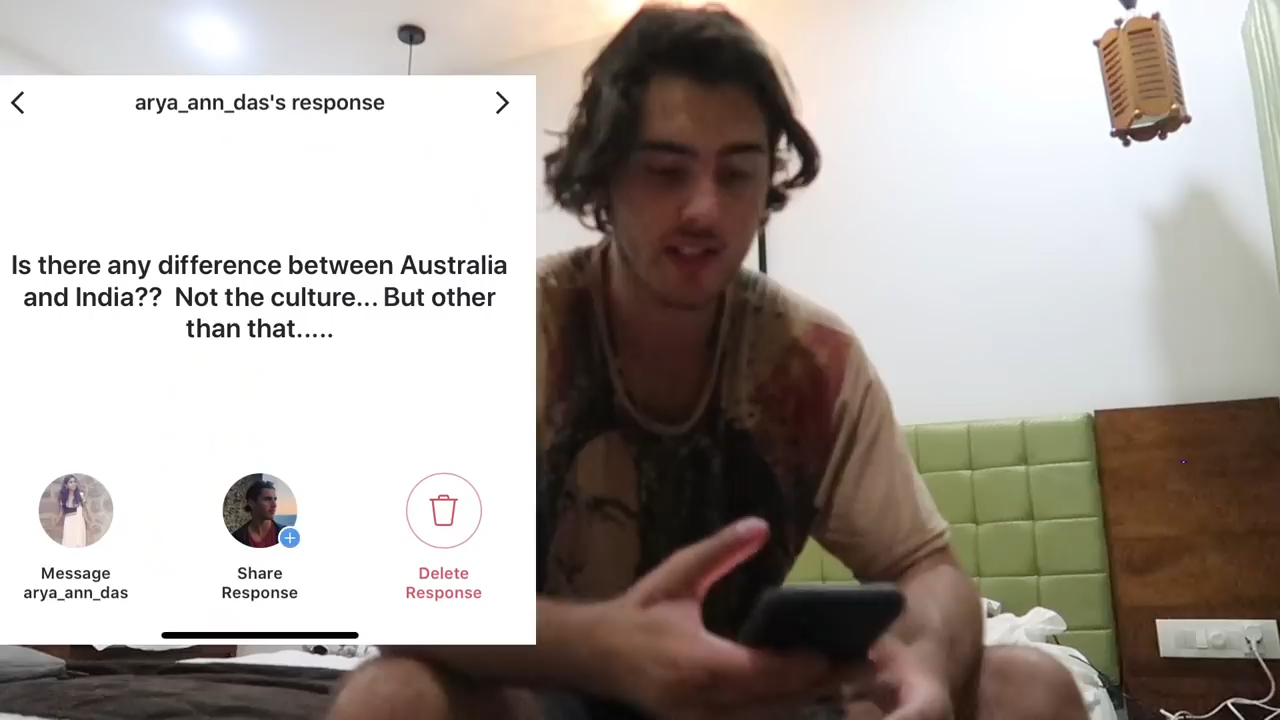 arya_ann_das's response
Is there any difference between Australia
and India??  Not the culture... But other
than that.....
Message
arya_ann_das
Share
Response
Delete
Response